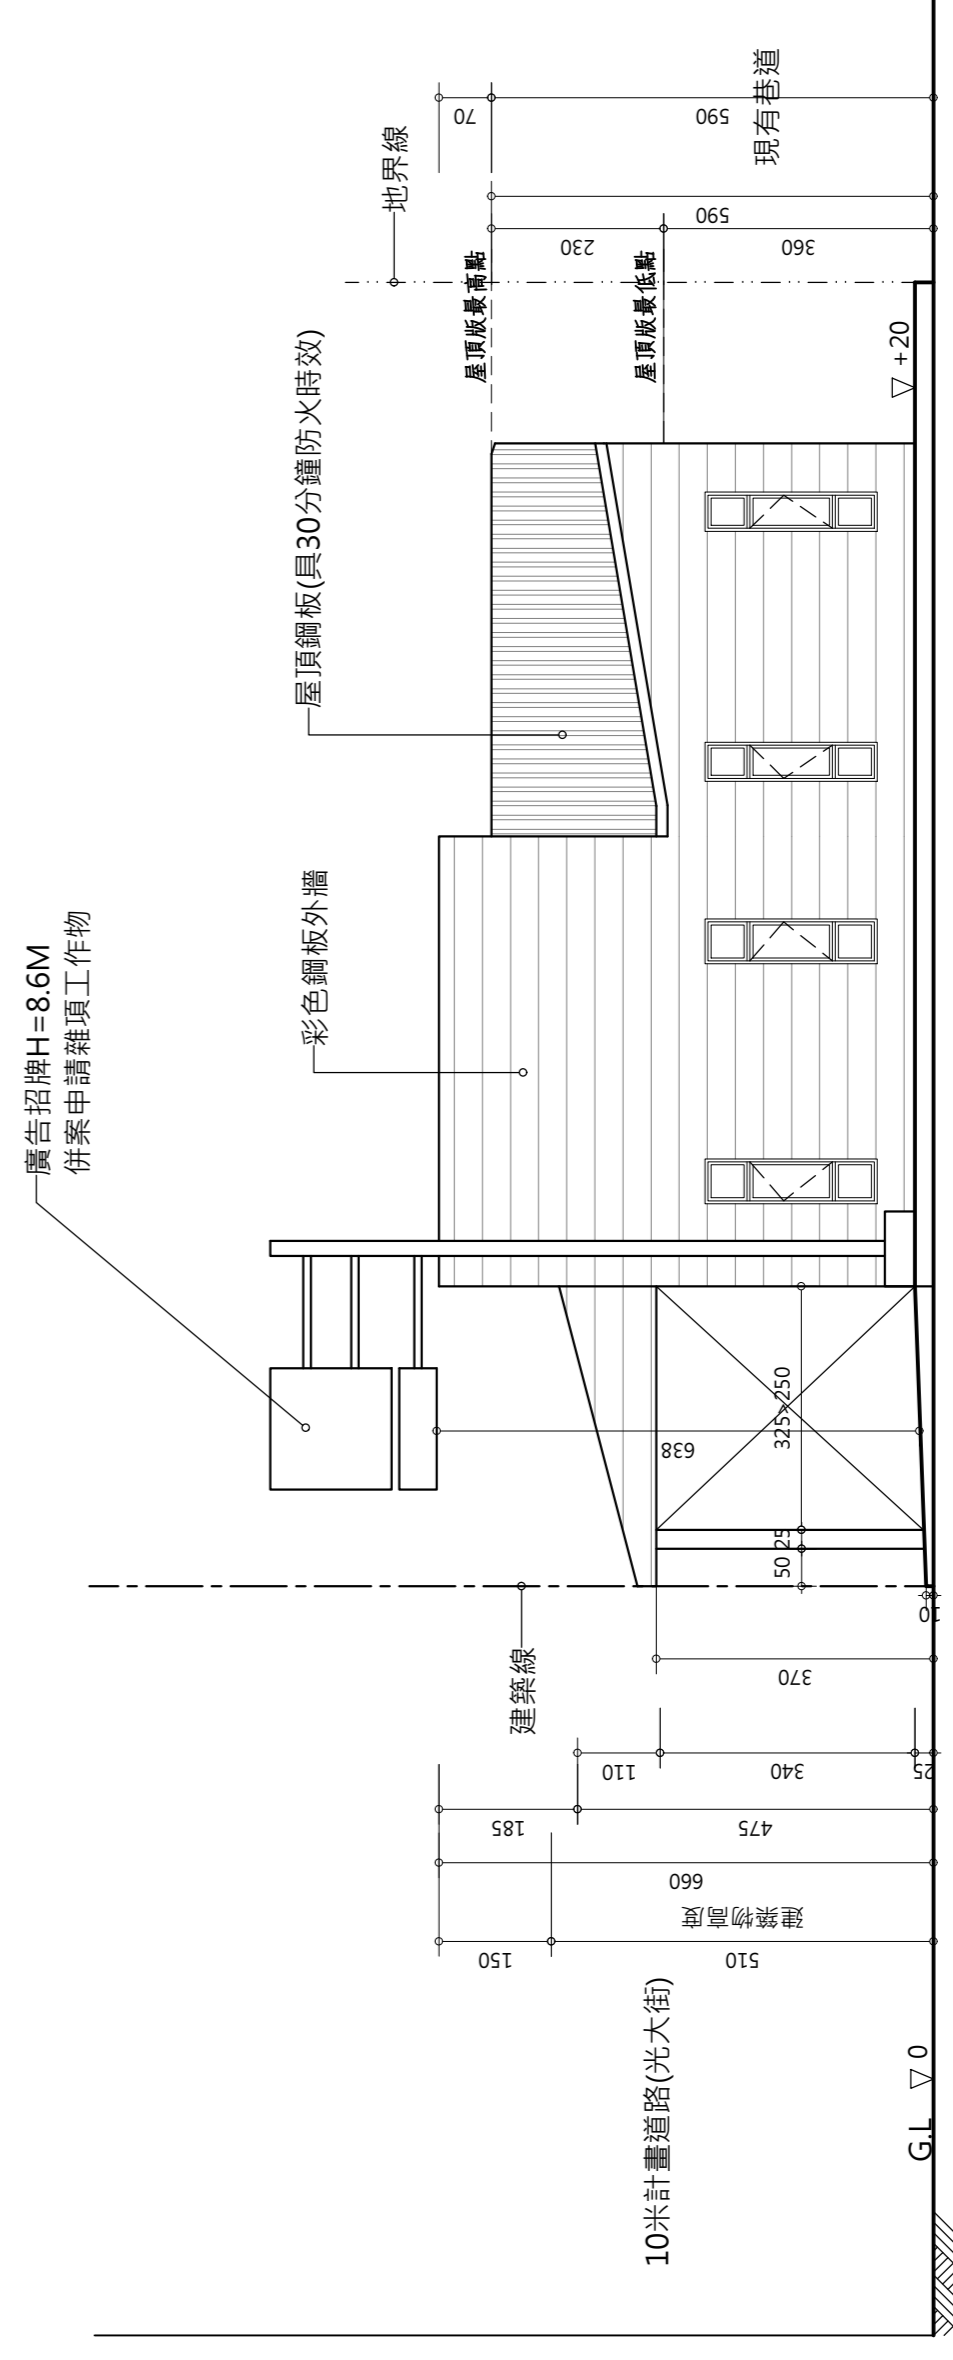 廣告招牌H=8.6M
併案申請雜項工作物
彩色鋼板外牆
屋頂鋼板(具30分鐘防火時效)
地界線
屋頂版最高點
屋頂版最低點
現有巷道
70
590
590
230
360
+20
建築線
638
325>250
25
50
10
370
110
340
25
185
475
660
建築物高度
150
510
10米計畫道路(光大街)
G.L
0